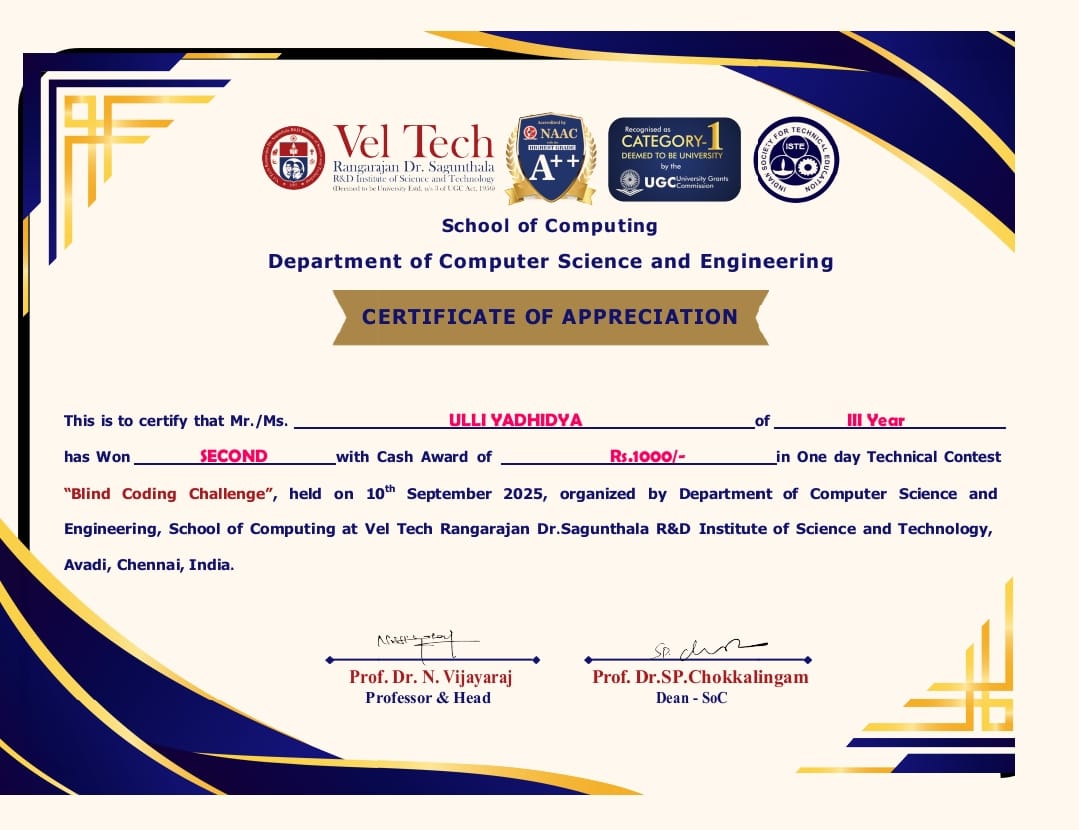 Vel Tech
Rangarajan Dr. Sagunthala
R&D Institute of Science and Technology
(Deemed to be University Estd. u/s 3 of UGC Act, 1956)
Accredited by
NAAC
with the
HIGHEST GRADE
A++
Recognised as
CATEGORY-1
DEEMED TO BE UNIVERSITY
by the
UGC University Grants Commission
INDIAN SOCIETY FOR TECHNICAL EDUCATION
ISTE
School of Computing
Department of Computer Science and Engineering
CERTIFICATE OF APPRECIATION
This is to certify that Mr./Ms. ULLI YADHIDYA of III Year
has Won SECOND with Cash Award of Rs.1000/- in One day Technical Contest
“Blind Coding Challenge”, held on 10th September 2025, organized by Department of Computer Science and
Engineering, School of Computing at Vel Tech Rangarajan Dr.Sagunthala R&D Institute of Science and Technology,
Avadi, Chennai, India.
SP.
Prof. Dr. N. Vijayaraj Prof. Dr.SP.Chokkalingam
Professor & Head Dean - SoC